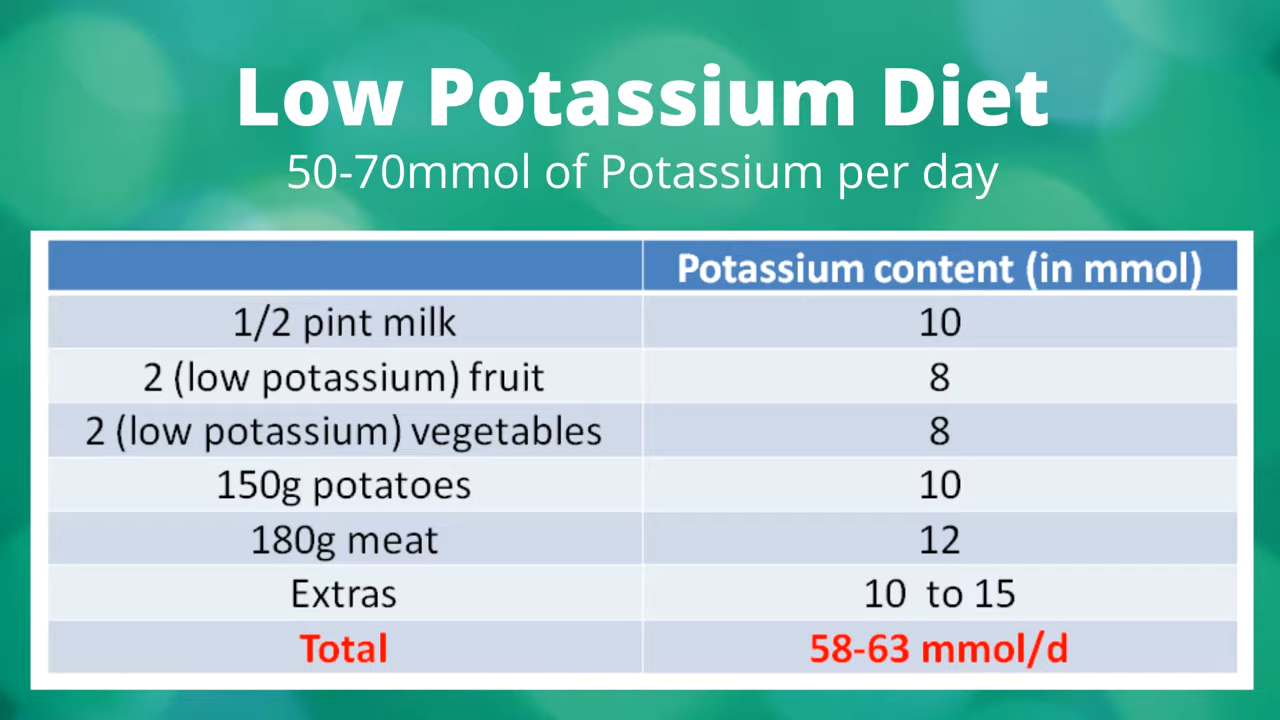 Low Potassium Diet
50-70mmol of Potassium per day
Potassium content (in mmol)
1/2 pint milk 10
2 (low potassium) fruit 8
2 (low potassium) vegetables 8
150g potatoes 10
180g meat 12
Extras 10 to 15
Total 58-63 mmol/d